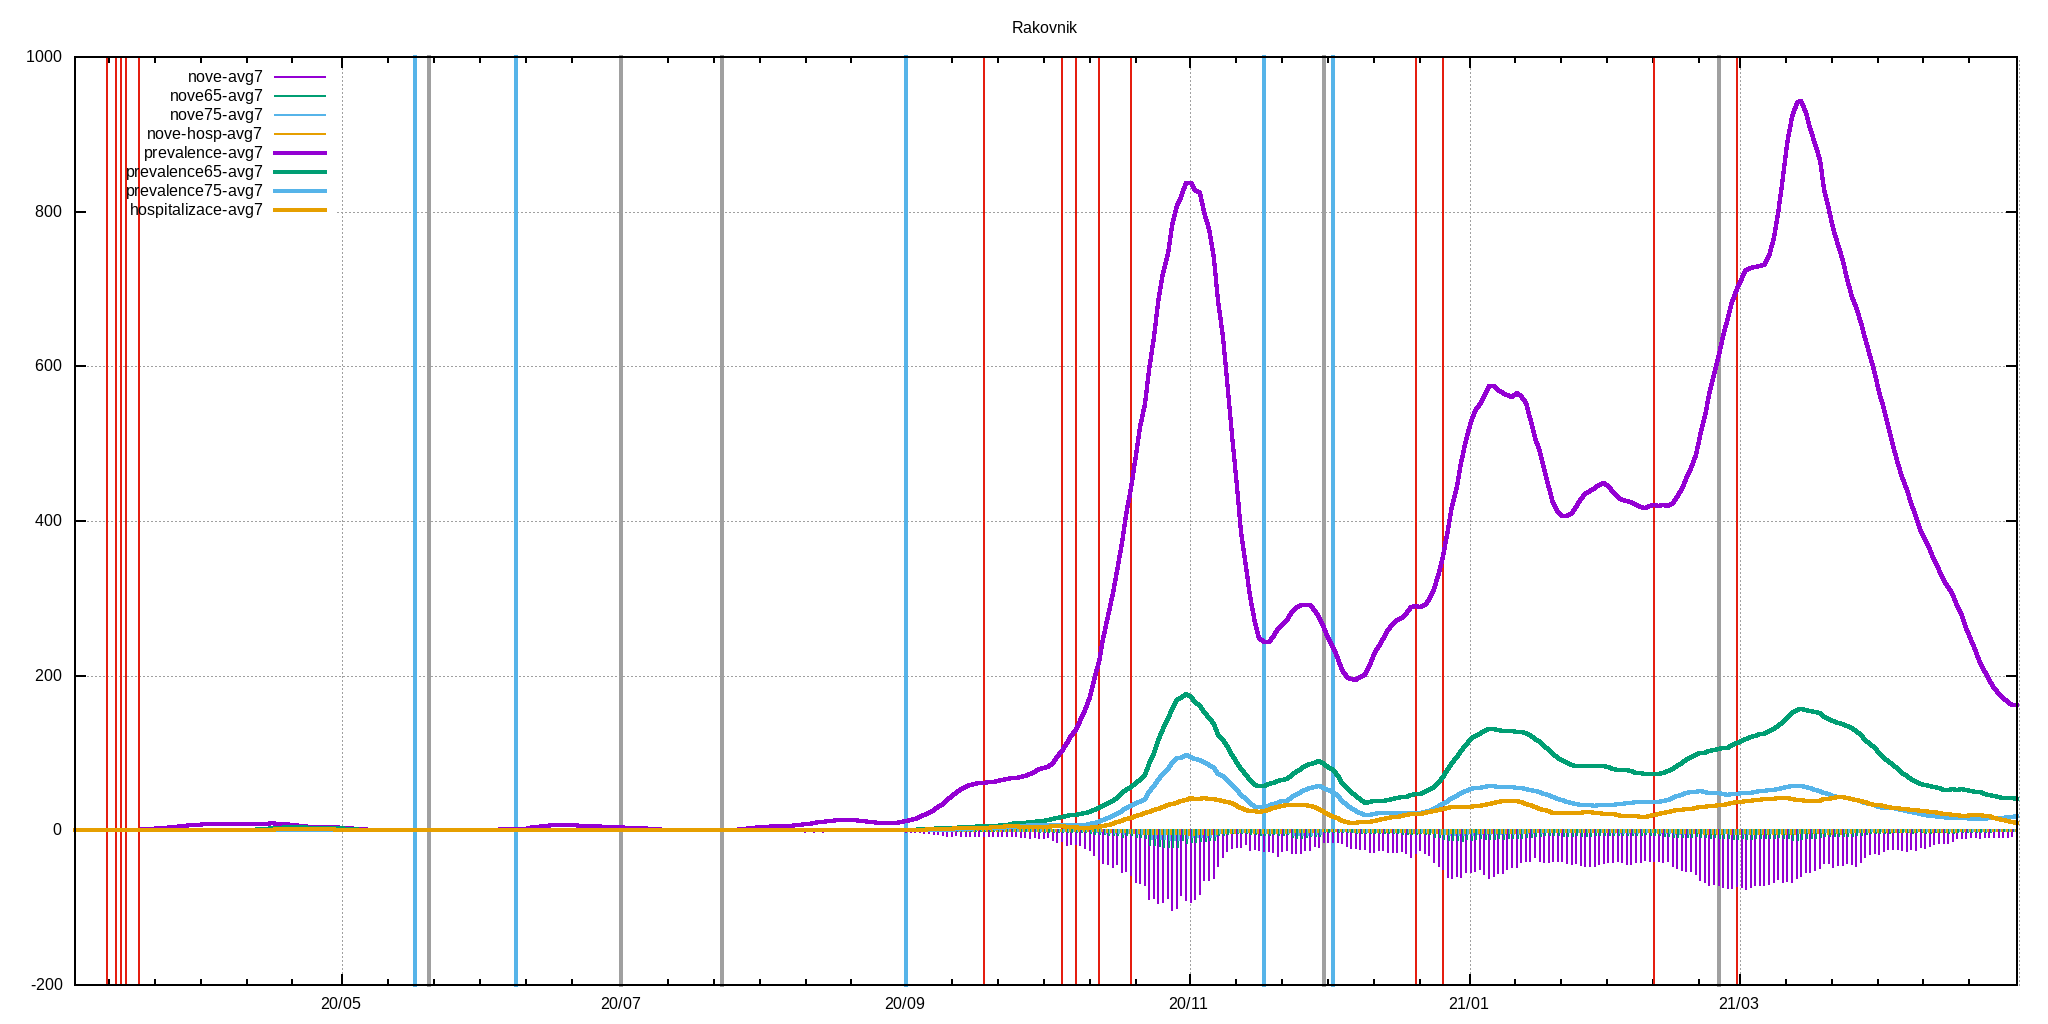 Rakovnik
1000
800
600
400
200
0
-200
nove-avg7
nove65-avg7
nove75-avg7
nove-hosp-avg7
prevalence-avg7
prevalence65-avg7
prevalence75-avg7
hospitalizace-avg7
20/05
20/07
20/09
20/11
21/01
21/03